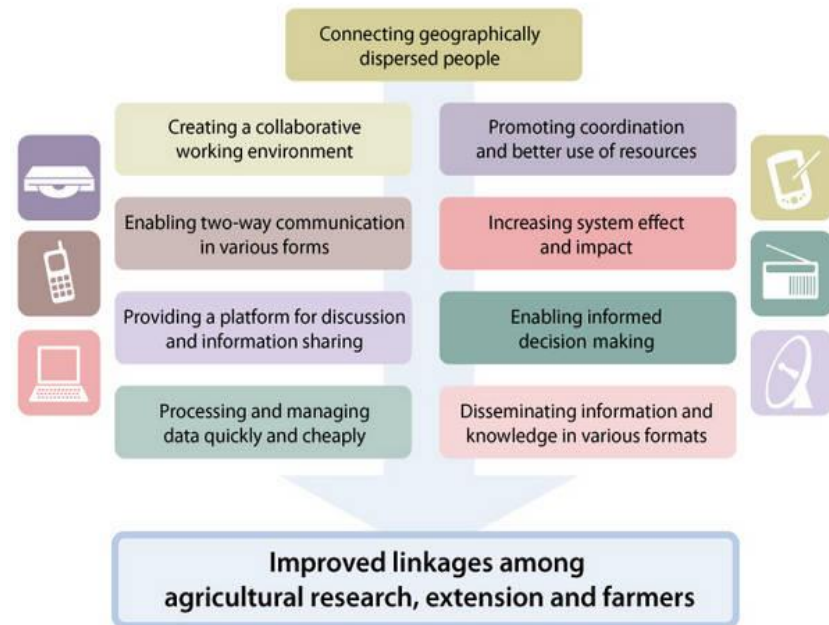 Connecting geographically
dispersed people
Creating a collaborative
working environment
Promoting coordination
and better use of resources
Enabling two-way communication
in various forms
Increasing system effect
and impact
Providing a platform for discussion
and information sharing
Enabling informed
decision making
Processing and managing
data quickly and cheaply
Disseminating information and
knowledge in various formats
Improved linkages among
agricultural research, extension and farmers